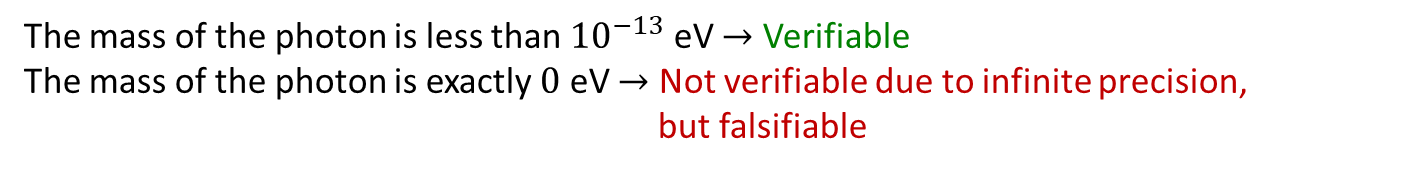 The mass of the photon is less than 10⁻¹³ eV → Verifiable
The mass of the photon is exactly 0 eV → Not verifiable due to infinite precision,
but falsifiable